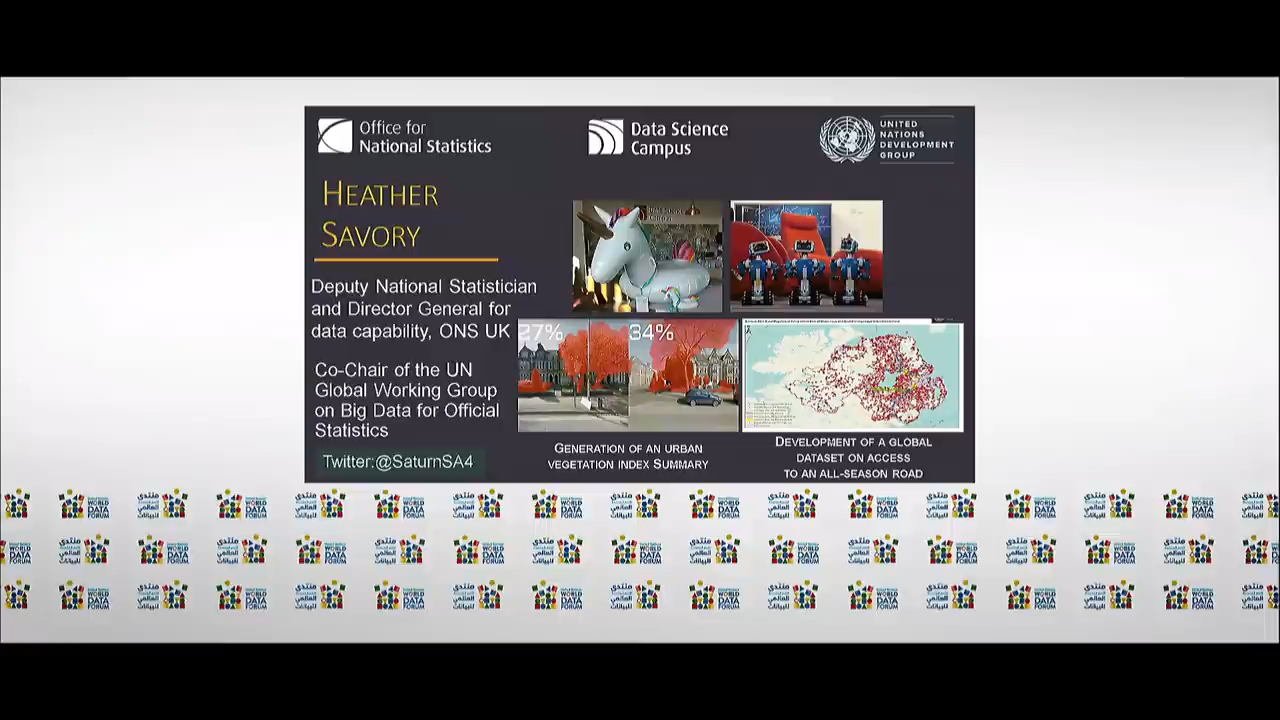 Office for
National Statistics
Data Science
Campus
UNITED
NATIONS
DEVELOPMENT
GROUP
HEATHER
SAVORY
Deputy National Statistician
and Director General for
data capability, ONS UK
27%
34%
Co-Chair of the UN
Global Working Group
on Big Data for Official
Statistics
Twitter:@SaturnSA4
GENERATION OF AN URBAN
VEGETATION INDEX SUMMARY
DEVELOPMENT OF A GLOBAL
DATASET ON ACCESS
TO AN ALL-SEASON ROAD
WORLD
DATA
FORUM
منتدى
العالمي
للبيانات